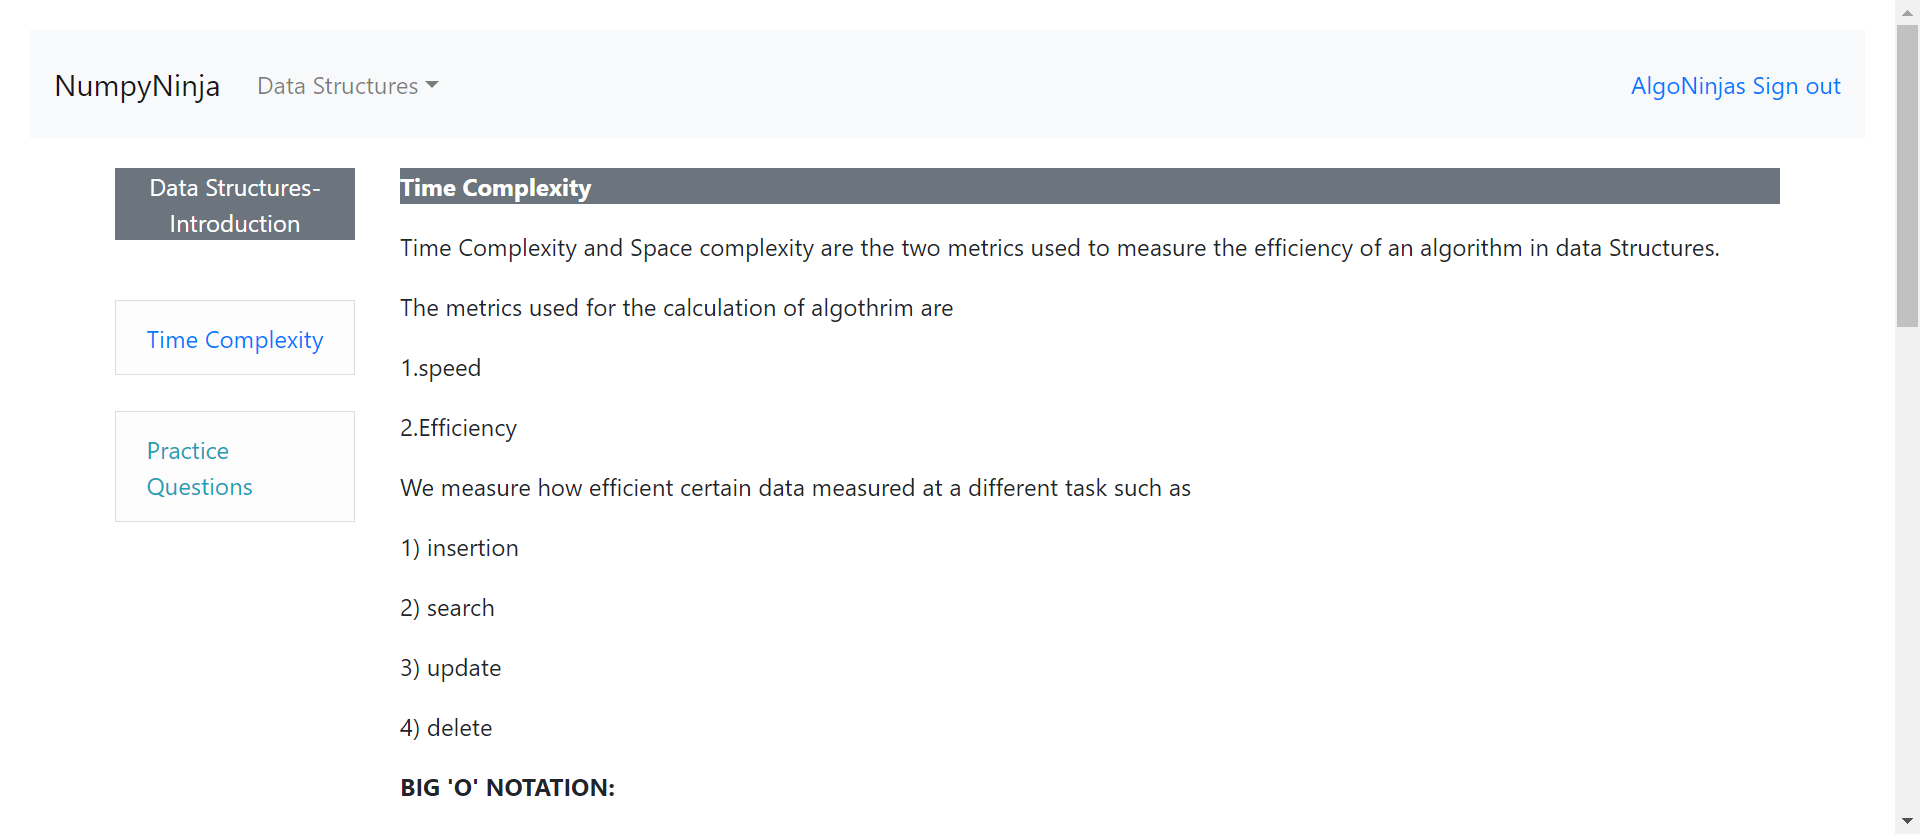 NumpyNinja Data Structures AlgoNinjas Sign out
Data Structures-
Introduction
Time Complexity
Practice
Questions
Time Complexity
Time Complexity and Space complexity are the two metrics used to measure the efficiency of an algorithm in data Structures.
The metrics used for the calculation of algothrim are
1.speed
2.Efficiency
We measure how efficient certain data measured at a different task such as
1) insertion
2) search
3) update
4) delete
BIG 'O' NOTATION: